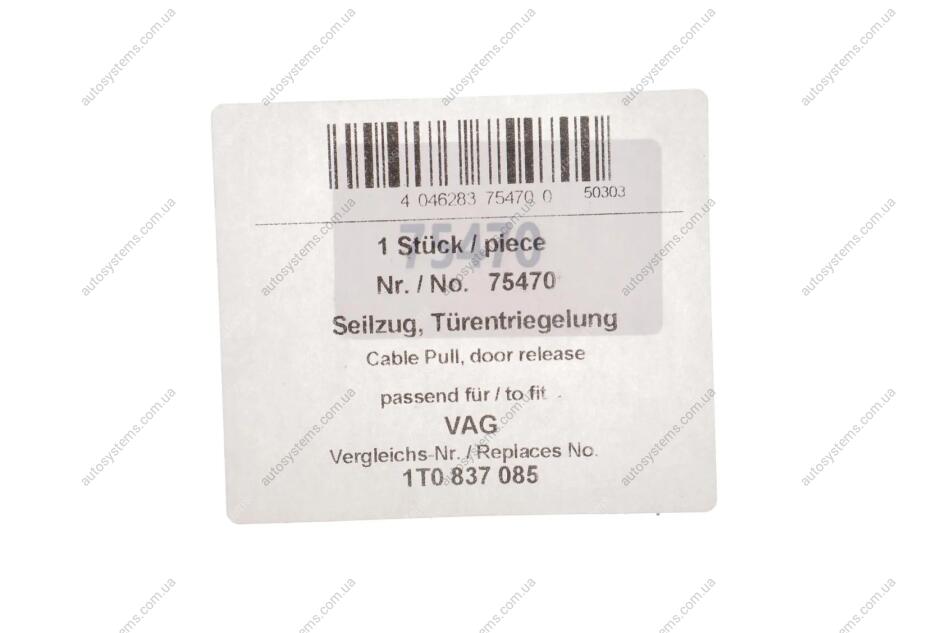 4 046283 75470 0
50303
1 Stück / piece
75470
Nr. / No. 75470
Seilzug, Türentriegelung
Cable Pull, door release
passend für / to fit
VAG
Vergleichs-Nr. / Replaces No.
1T0 837 085
autosystems.com.ua